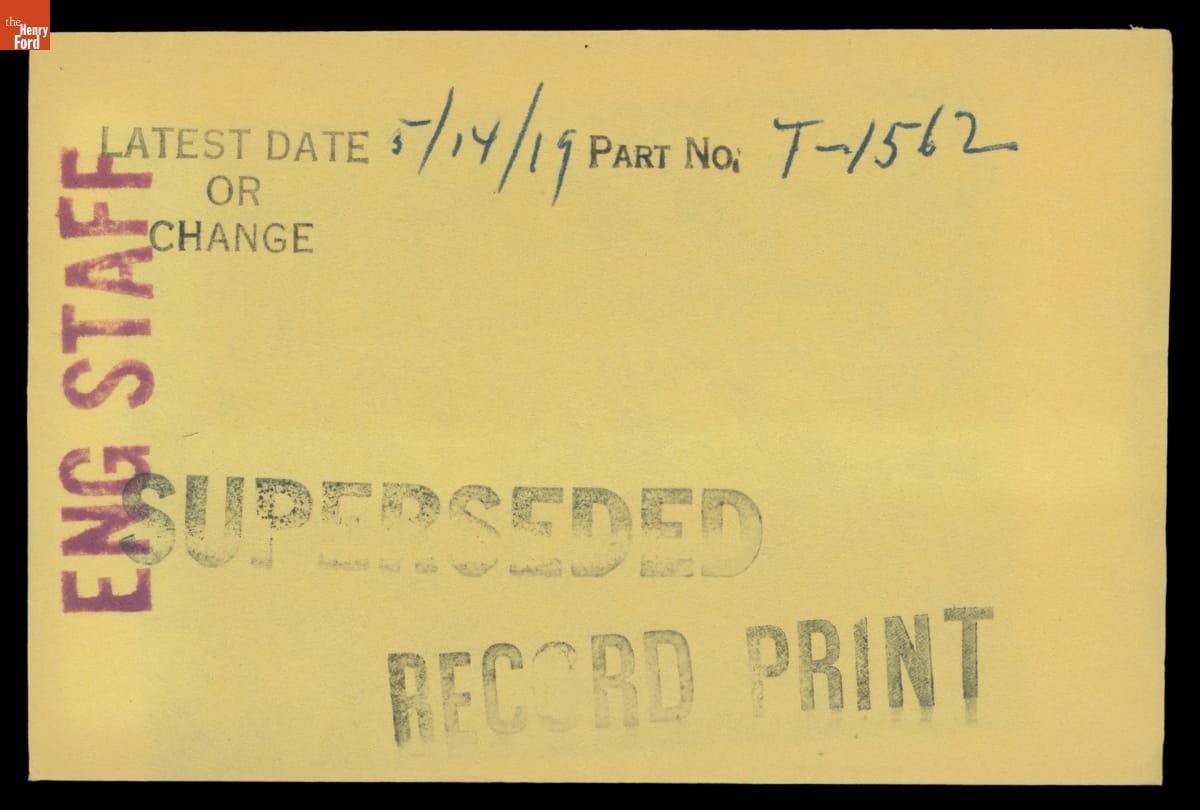 the
Henry
Ford
LATEST DATE 5/14/19 PART NO. T-1562
OR
CHANGE
ENG STAFF
SUPERSEDED
RECORD PRINT